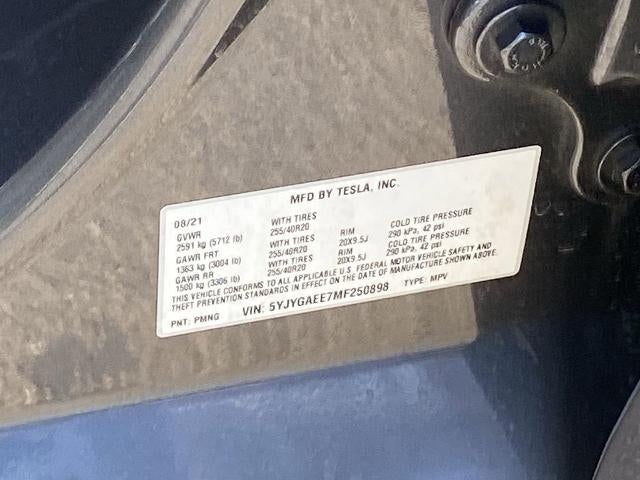 MFD BY TESLA, INC.
08/21
GVWR WITH TIRES RIM COLD TIRE PRESSURE
2591 kg (5712 lb) 255/40R20 20X9.5J 290 kPa, 42 psi
GAWR FRT WITH TIRES RIM COLD TIRE PRESSURE
1363 kg (3004 lb) 255/40R20 20X9.5J 290 kPa, 42 psi
GAWR RR
1500 kg (3306 lb)
THIS VEHICLE CONFORMS TO ALL APPLICABLE U.S. FEDERAL MOTOR VEHICLE SAFETY AND
THEFT PREVENTION STANDARDS IN EFFECT ON THE DATE OF MANUFACTURE SHOWN ABOVE.
PNT: PMNG VIN: 5YJYGAEE7MF250898 TYPE: MPV